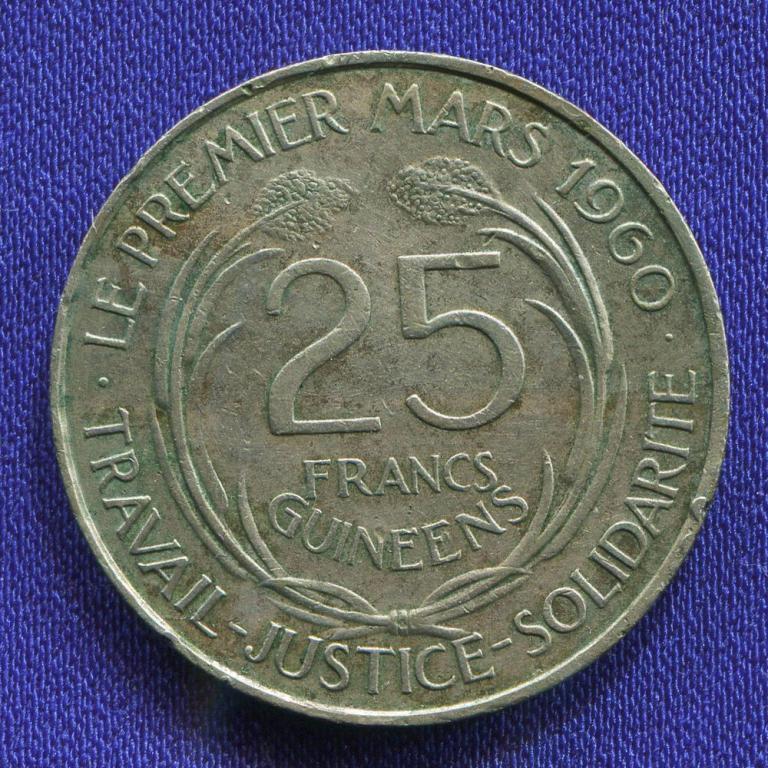 · LE PREMIER MARS 1960 ·
25
FRANCS
GUINEENS
TRAVAIL-JUSTICE-SOLIDARITE